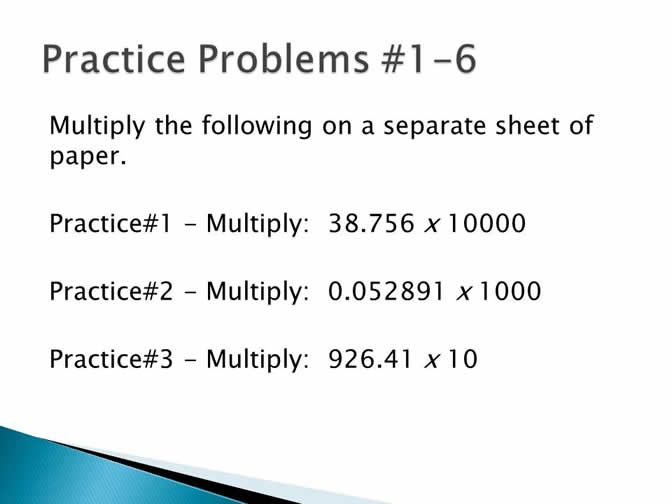 Practice Problems #1-6
Multiply the following on a separate sheet of
paper.
Practice#1 - Multiply: 38.756 x 10000
Practice#2 - Multiply: 0.052891 x 1000
Practice#3 - Multiply: 926.41 x 10